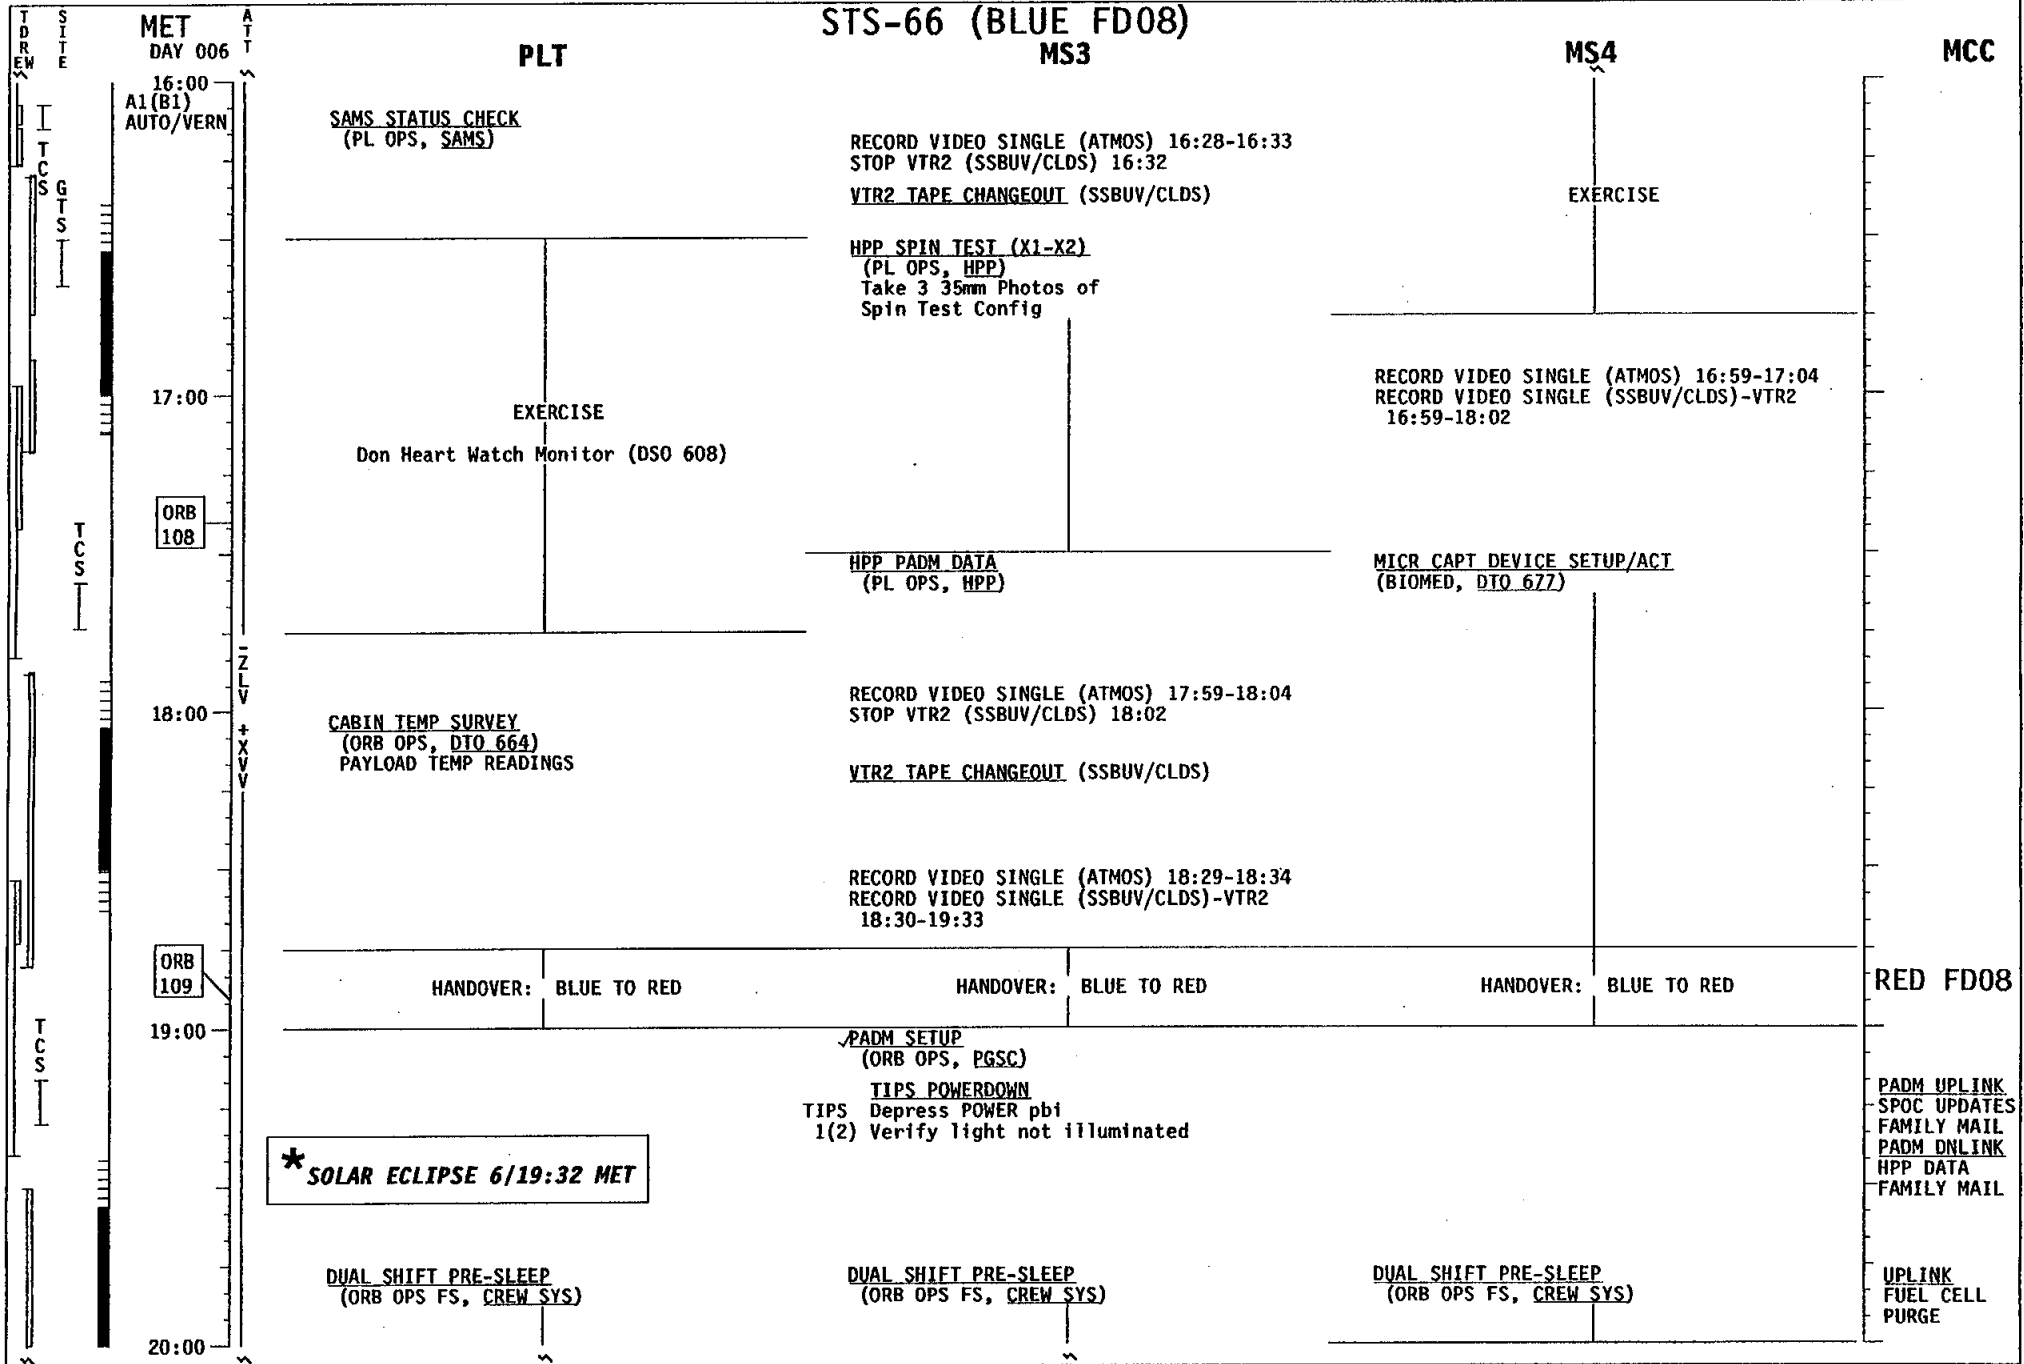 STS-66 (BLUE FD08)
TDRE W
SITE
MET
DAY 006
ATT
PLT
MS3
MS4
MCC
16:00
A1(B1)
AUTO/VERN
TCS
GTS
17:00
ORB
108
TCS
-ZLV +XVV
18:00
ORB
109
19:00
TCS
20:00
SAMS STATUS CHECK
(PL OPS, SAMS)
EXERCISE
Don Heart Watch Monitor (DSO 608)
CABIN TEMP SURVEY
(ORB OPS, DTO 664)
PAYLOAD TEMP READINGS
HANDOVER: BLUE TO RED
* SOLAR ECLIPSE 6/19:32 MET
DUAL SHIFT PRE-SLEEP
(ORB OPS FS, CREW SYS)
RECORD VIDEO SINGLE (ATMOS) 16:28-16:33
STOP VTR2 (SSBUV/CLDS) 16:32
VTR2 TAPE CHANGEOUT (SSBUV/CLDS)
HPP SPIN TEST (X1-X2)
(PL OPS, HPP)
Take 3 35mm Photos of
Spin Test Config
HPP PADM DATA
(PL OPS, HPP)
RECORD VIDEO SINGLE (ATMOS) 17:59-18:04
STOP VTR2 (SSBUV/CLDS) 18:02
VTR2 TAPE CHANGEOUT (SSBUV/CLDS)
RECORD VIDEO SINGLE (ATMOS) 18:29-18:34
RECORD VIDEO SINGLE (SSBUV/CLDS)-VTR2
18:30-19:33
HANDOVER: BLUE TO RED
✓PADM SETUP
(ORB OPS, PGSC)
TIPS POWERDOWN
TIPS Depress POWER pbi
1(2) Verify light not illuminated
DUAL SHIFT PRE-SLEEP
(ORB OPS FS, CREW SYS)
EXERCISE
RECORD VIDEO SINGLE (ATMOS) 16:59-17:04
RECORD VIDEO SINGLE (SSBUV/CLDS)-VTR2
16:59-18:02
MICR CAPT DEVICE SETUP/ACT
(BIOMED, DTO 677)
HANDOVER: BLUE TO RED
DUAL SHIFT PRE-SLEEP
(ORB OPS FS, CREW SYS)
RED FD08
PADM UPLINK
SPOC UPDATES
FAMILY MAIL
PADM DNLINK
HPP DATA
FAMILY MAIL
UPLINK
FUEL CELL
PURGE